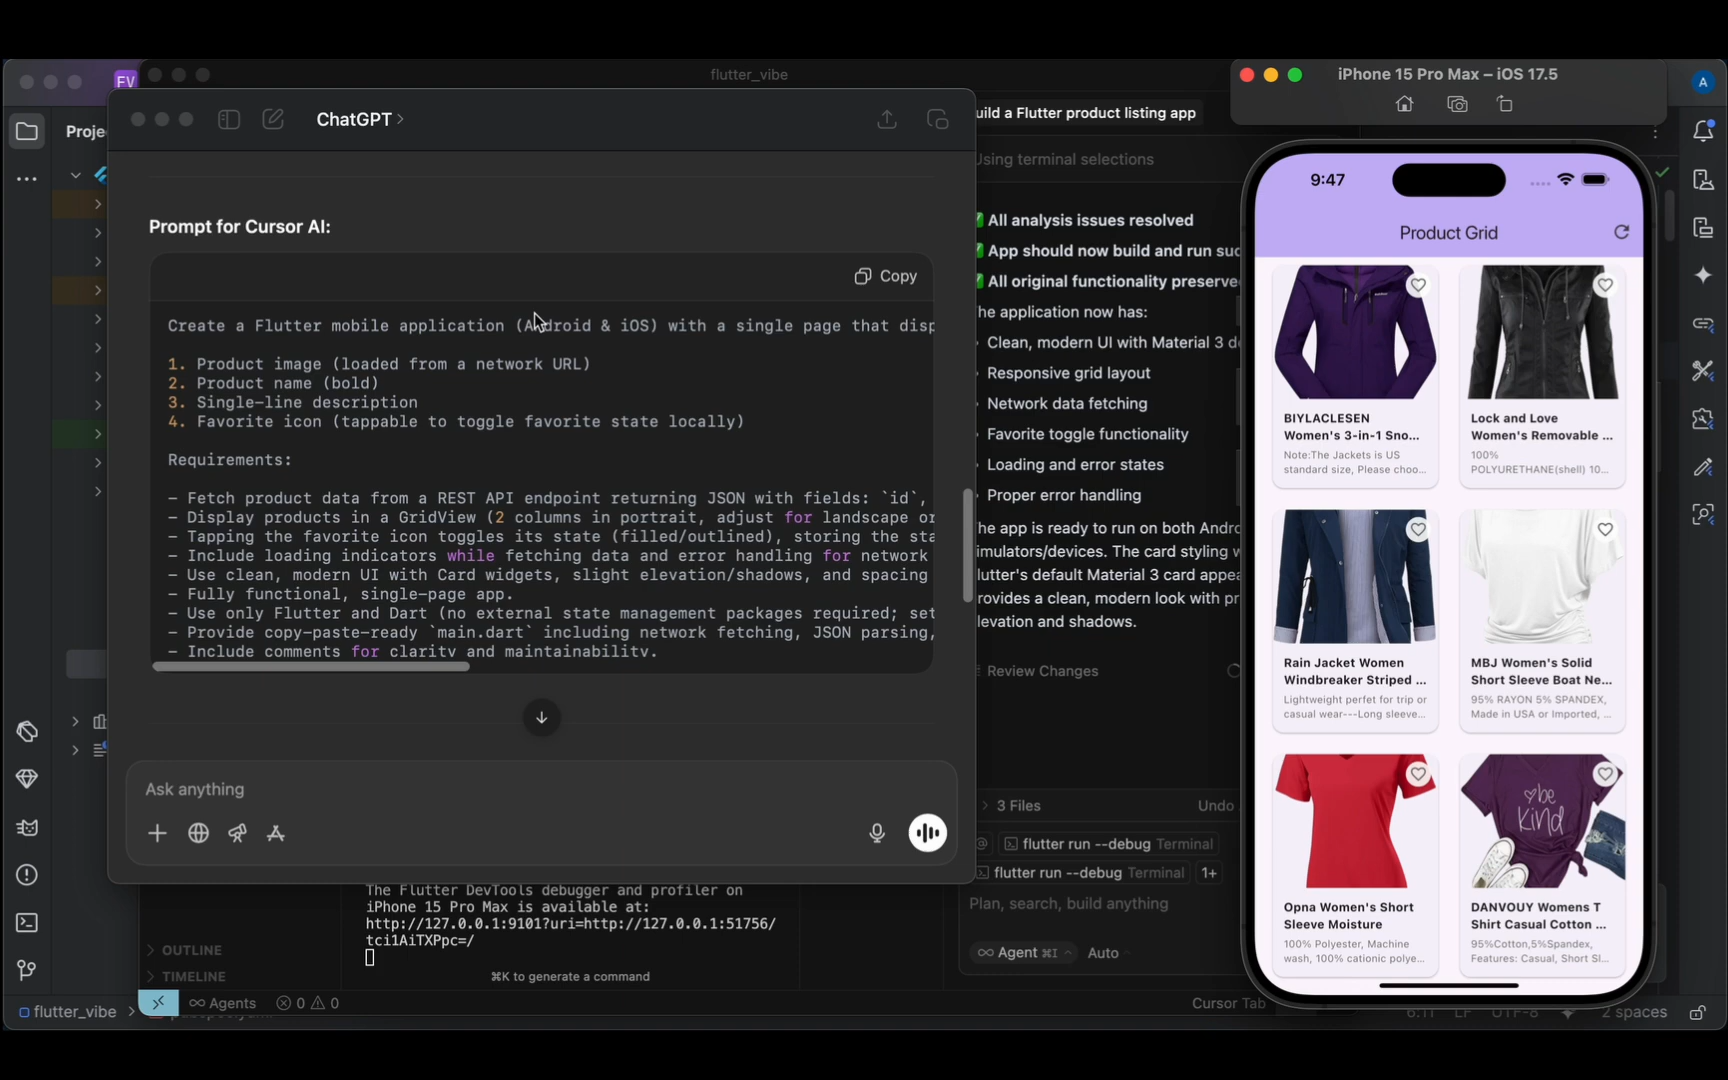 flutter_vibe
FV
Proje
ChatGPT >
Prompt for Cursor AI:
Copy
Create a Flutter mobile application (Android & iOS) with a single page that disp
1. Product image (loaded from a network URL)
2. Product name (bold)
3. Single-line description
4. Favorite icon (tappable to toggle favorite state locally)
Requirements:
- Fetch product data from a REST API endpoint returning JSON with fields: `id`,
- Display products in a GridView (2 columns in portrait, adjust for landscape or
- Tapping the favorite icon toggles its state (filled/outlined), storing the sta
- Include loading indicators while fetching data and error handling for network
- Use clean, modern UI with Card widgets, slight elevation/shadows, and spacing
- Fully functional, single-page app.
- Use only Flutter and Dart (no external state management packages required; set
- Provide copy-paste-ready `main.dart` including network fetching, JSON parsing,
- Include comments for clarity and maintainability.
Ask anything
The Flutter DevTools debugger and profiler on
iPhone 15 Pro Max is available at:
http://127.0.0.1:9101?uri=http://127.0.0.1:51756/
tci1AiTXPpc=/
⌘K to generate a command
OUTLINE
TIMELINE
∞ Agents
0 0
flutter_vibe >
uild a Flutter product listing app
Using terminal selections
✅ All analysis issues resolved
✅ App should now build and run suc
✅ All original functionality preserve
he application now has:
Clean, modern UI with Material 3 d
Responsive grid layout
Network data fetching
Favorite toggle functionality
Loading and error states
Proper error handling
he app is ready to run on both Andro
imulators/devices. The card styling w
lutter's default Material 3 card appea
rovides a clean, modern look with pr
levation and shadows.
Review Changes
> 3 Files
Undo
@ flutter run --debug Terminal
flutter run --debug Terminal 1+
Plan, search, build anything
∞ Agent ⌘I
Auto
Cursor Tab
6:11 LF UTF-8 2 spaces
A
iPhone 15 Pro Max – iOS 17.5
9:47
Product Grid
BIYLACLESEN
Women's 3-in-1 Sno...
Note:The Jackets is US
standard size, Please choo...
Lock and Love
Women's Removable ...
100%
POLYURETHANE(shell) 10...
Rain Jacket Women
Windbreaker Striped ...
Lightweight perfet for trip or
casual wear---Long sleeve...
MBJ Women's Solid
Short Sleeve Boat Ne...
95% RAYON 5% SPANDEX,
Made in USA or Imported, ...
be
kind
Opna Women's Short
Sleeve Moisture
100% Polyester, Machine
wash, 100% cationic polye...
DANVOUY Womens T
Shirt Casual Cotton ...
95%Cotton,5%Spandex,
Features: Casual, Short Sl...